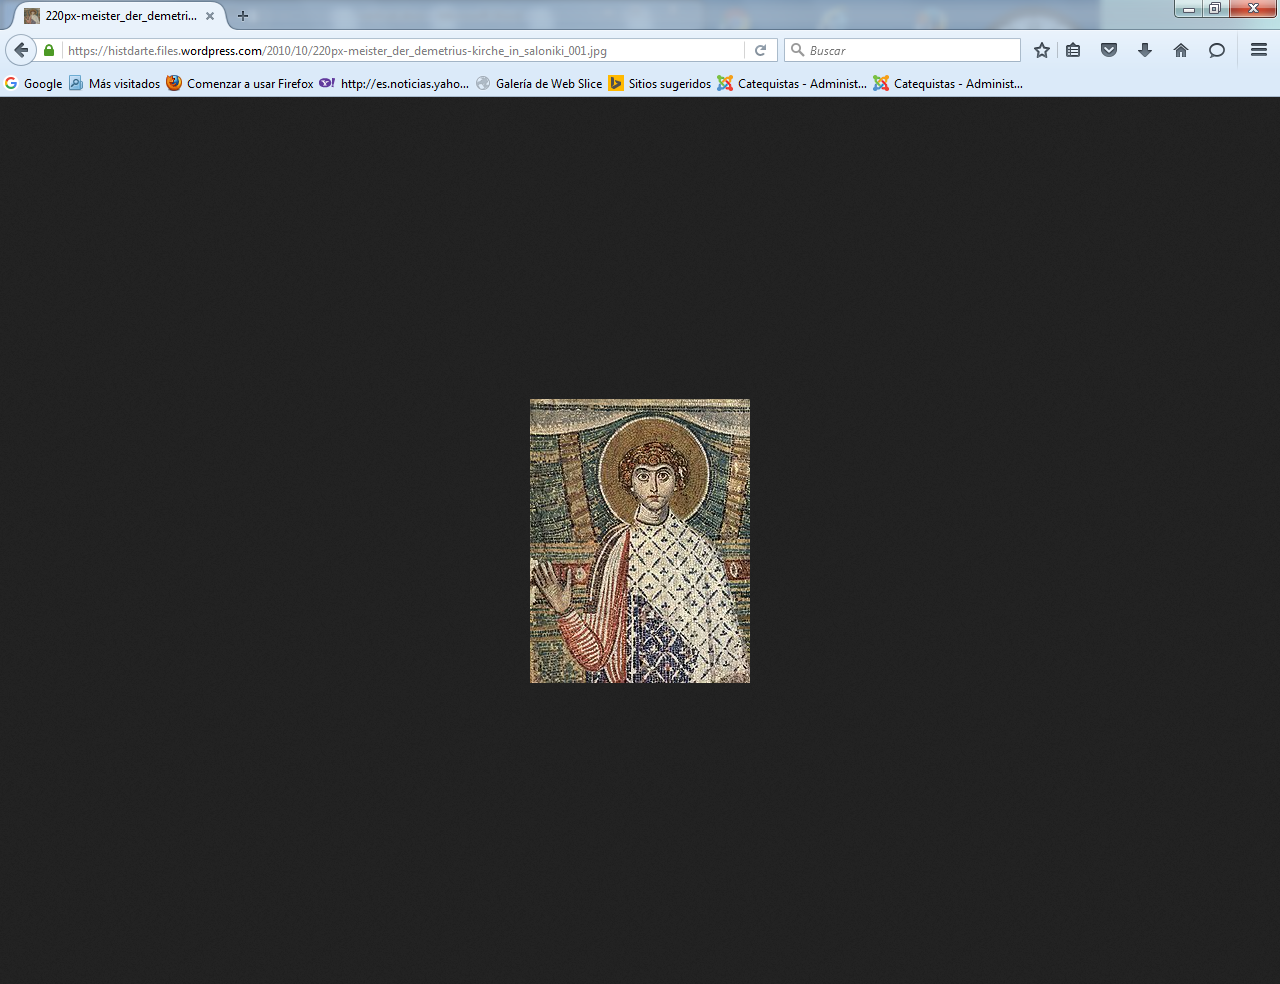 220px-meister_der_demetri...
https://histdarte.files.wordpress.com/2010/10/220px-meister_der_demetrius-kirche_in_saloniki_001.jpg
Buscar
Google Más visitados Comenzar a usar Firefox http://es.noticias.yaho... Galería de Web Slice Sitios sugeridos Catequistas - Administ... Catequistas - Administ...